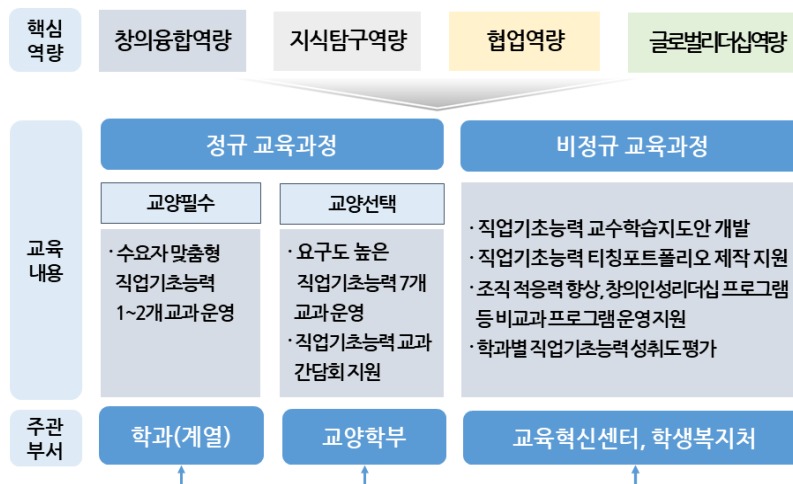 핵심
역량
창의융합역량
지식탐구역량
협업역량
글로벌리더십역량
정규 교육과정
비정규 교육과정
교육
내용
교양필수
· 수요자 맞춤형
직업기초능력
1~2개 교과 운영
교양선택
· 요구도 높은
직업기초능력 7개
교과 운영
· 직업기초능력 교과
간담회 지원
· 직업기초능력 교수학습지도안 개발
· 직업기초능력 티칭포트폴리오 제작 지원
· 조직 적응력 향상, 창의인성리더십 프로그램
등 비교과 프로그램 운영 지원
· 학과별 직업기초능력 성취도 평가
주관
부서
학과(계열)
교양학부
교육혁신센터, 학생복지처